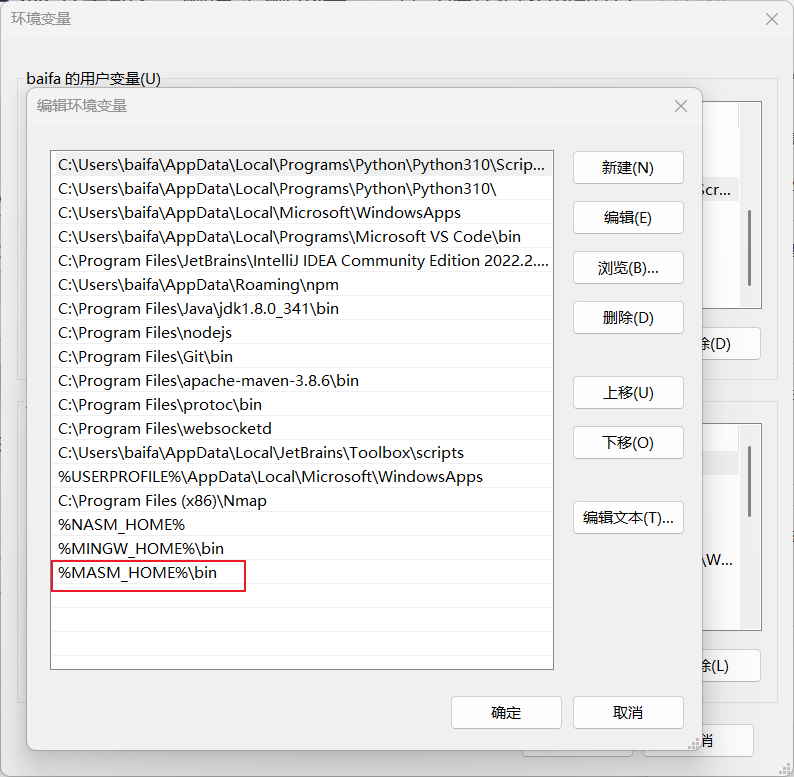 环境变量
baifa 的用户变量(U)
编辑环境变量
C:\Users\baifa\AppData\Local\Programs\Python\Python310\Scrip...
C:\Users\baifa\AppData\Local\Programs\Python\Python310\
C:\Users\baifa\AppData\Local\Microsoft\WindowsApps
C:\Users\baifa\AppData\Local\Programs\Microsoft VS Code\bin
C:\Program Files\JetBrains\IntelliJ IDEA Community Edition 2022.2....
C:\Users\baifa\AppData\Roaming\npm
C:\Program Files\Java\jdk1.8.0_341\bin
C:\Program Files\nodejs
C:\Program Files\Git\bin
C:\Program Files\apache-maven-3.8.6\bin
C:\Program Files\protoc\bin
C:\Program Files\websocketd
C:\Users\baifa\AppData\Local\JetBrains\Toolbox\scripts
%USERPROFILE%\AppData\Local\Microsoft\WindowsApps
C:\Program Files (x86)\Nmap
%NASM_HOME%
%MINGW_HOME%\bin
%MASM_HOME%\bin
新建(N)
编辑(E)
浏览(B)...
删除(D)
上移(U)
下移(O)
编辑文本(T)...
确定
取消
Scr...
除(D)
\W...
除(L)
消